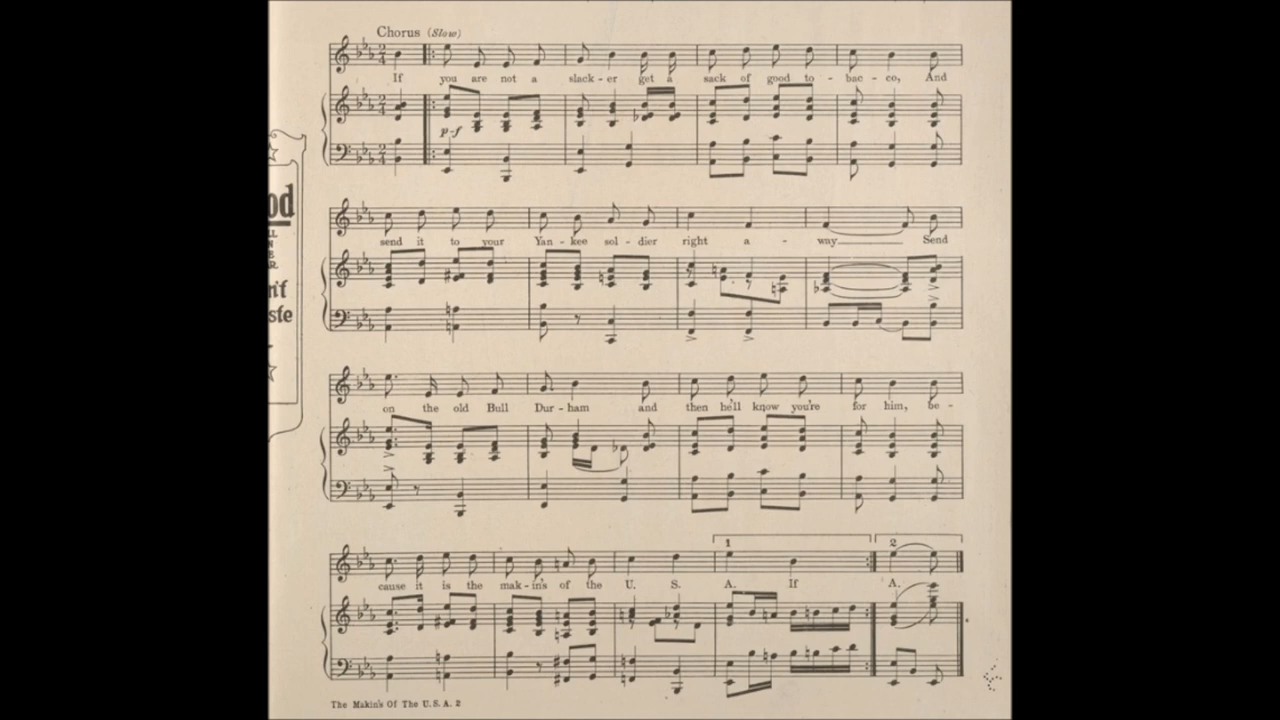 Chorus (Slow)
If you are not a slack - er get a sack of good to - bac - co, And
p-f
od
LL
N
E
R
send it to your Yan - kee sol - dier right a - way Send
n't
ste
on the old Bull Dur - ham and then he'll know you're for him, be -
1 2
cause it is the mak - in's of the U. S. A. If A.
The Makin's Of The U. S. A. 2